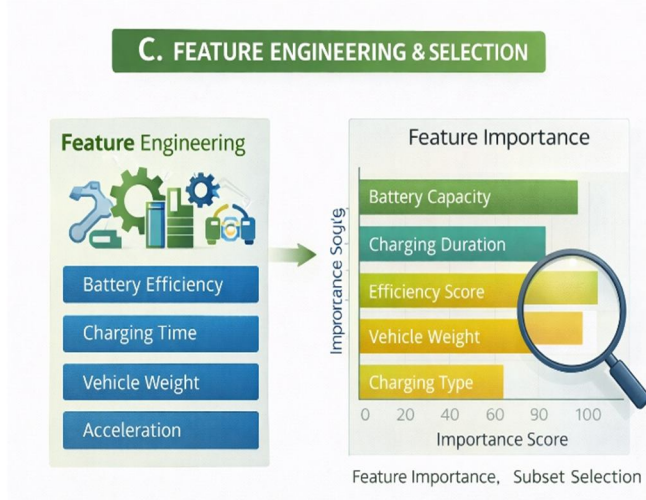 C. FEATURE ENGINEERING & SELECTION
Feature Engineering
Battery Efficiency
Charging Time
Vehicle Weight
Acceleration
Feature Importance
Battery Capacity
Charging Duration
Efficiency Score
Vehicle Weight
Charging Type
0 20 40 60 80 90 100
Importance Score
Feature Importance, Subset Selection